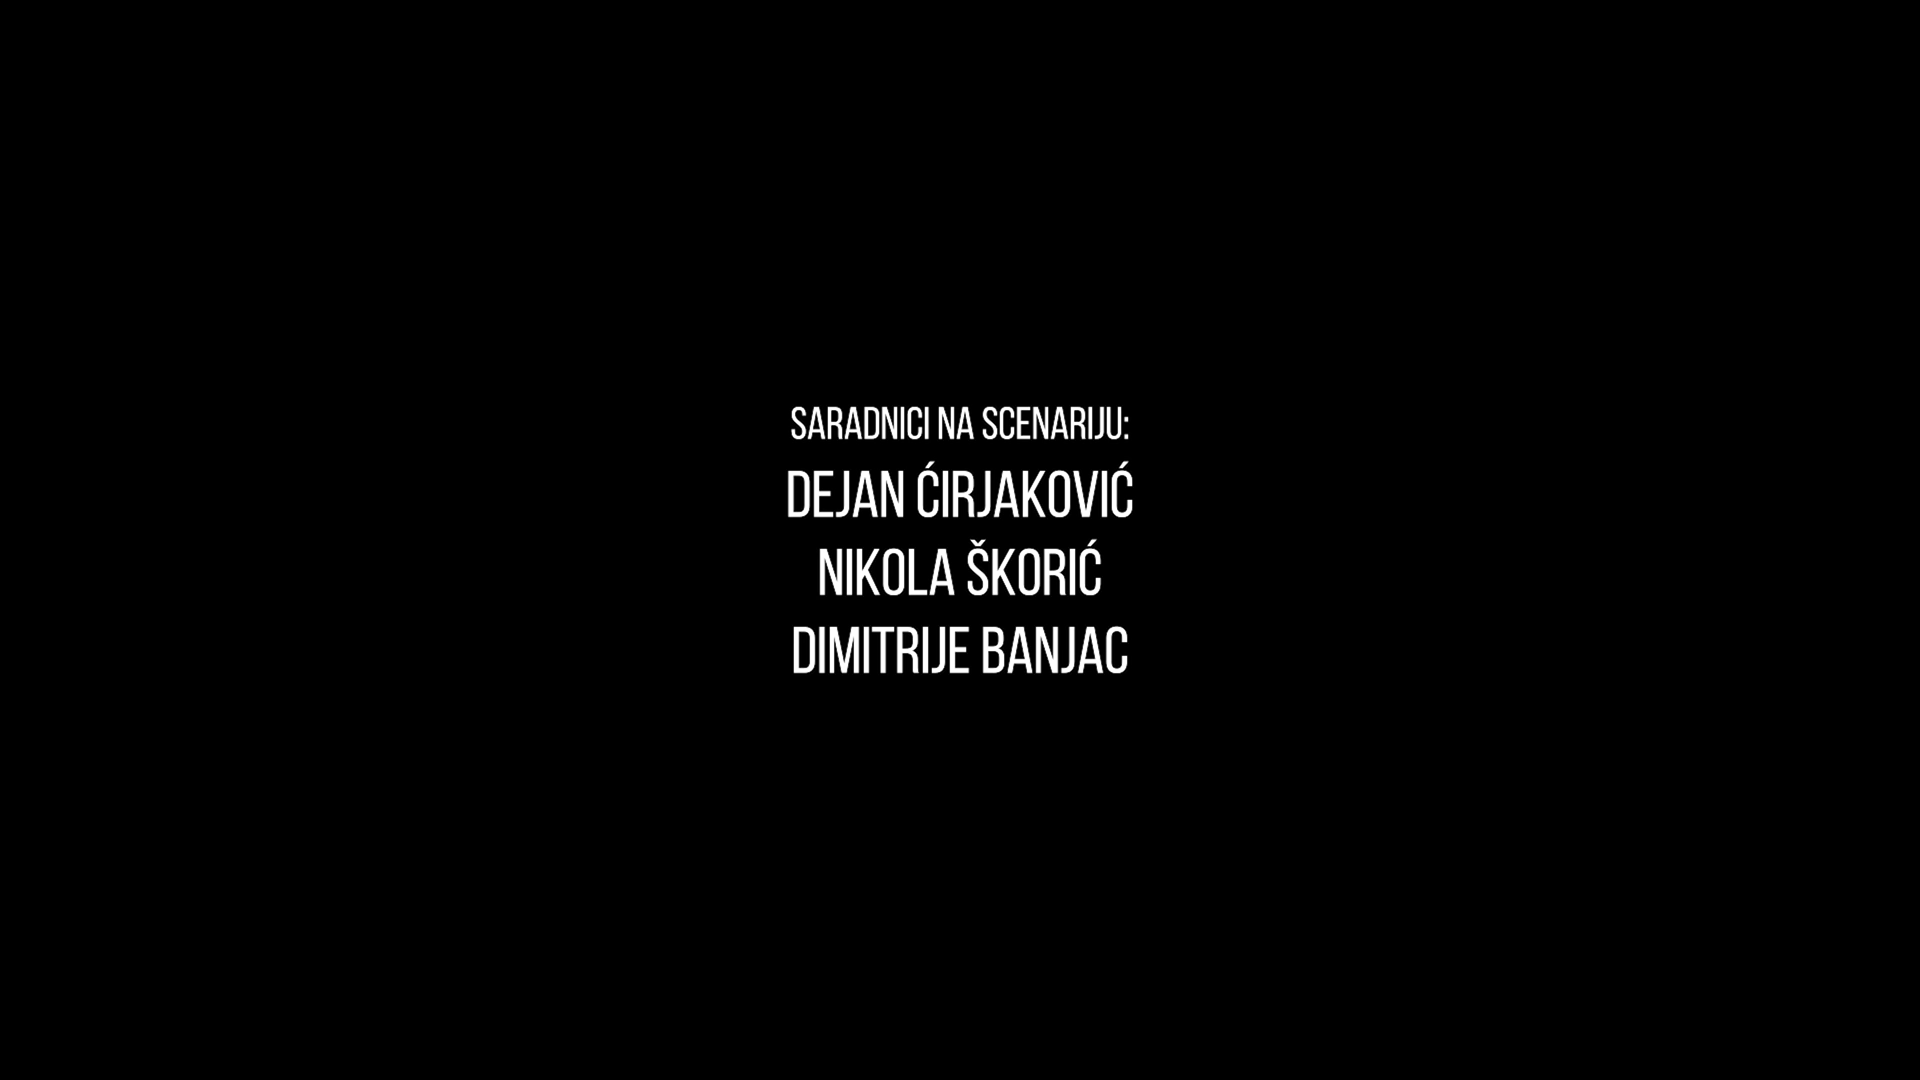 SARADNICI NA SCENARIJU:
DEJAN ĆIRJAKOVIĆ
NIKOLA ŠKORIĆ
DIMITRIJE BANJAC